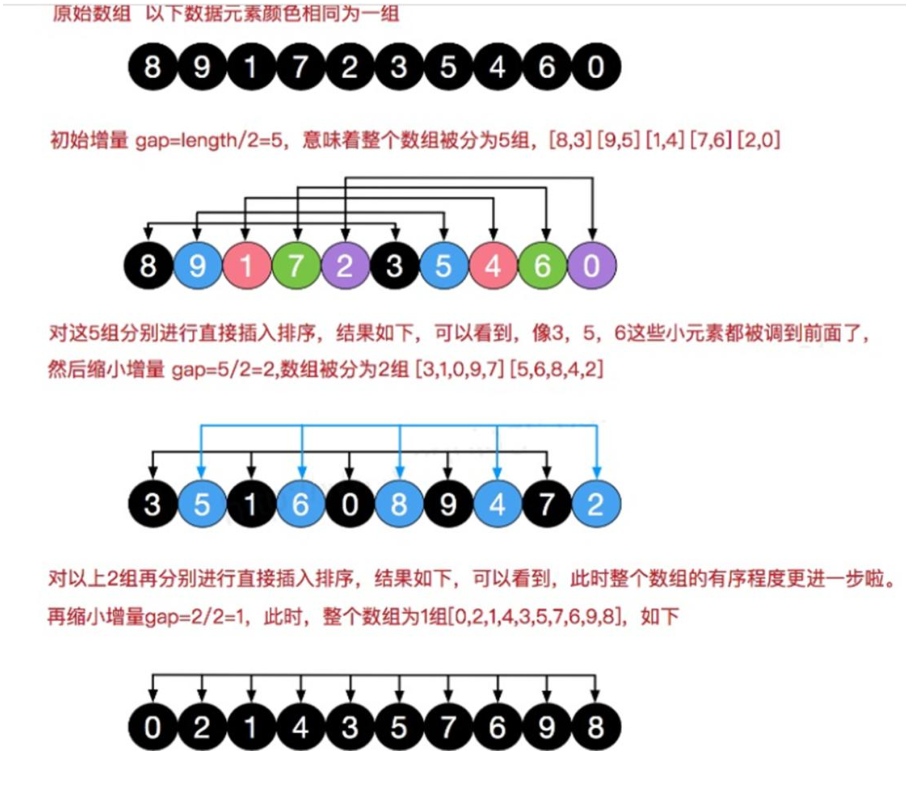 原始数组 以下数据元素颜色相同为一组
8 9 1 7 2 3 5 4 6 0
初始增量 gap=length/2=5，意味着整个数组被分为5组，[8,3] [9,5] [1,4] [7,6] [2,0]
8 9 1 7 2 3 5 4 6 0
对这5组分别进行直接插入排序，结果如下，可以看到，像3，5，6这些小元素都被调到前面了，
然后缩小增量 gap=5/2=2,数组被分为2组 [3,1,0,9,7] [5,6,8,4,2]
3 5 1 6 0 8 9 4 7 2
对以上2组再分别进行直接插入排序，结果如下，可以看到，此时整个数组的有序程度更进一步啦。
再缩小增量gap=2/2=1，此时，整个数组为1组[0,2,1,4,3,5,7,6,9,8]，如下
0 2 1 4 3 5 7 6 9 8